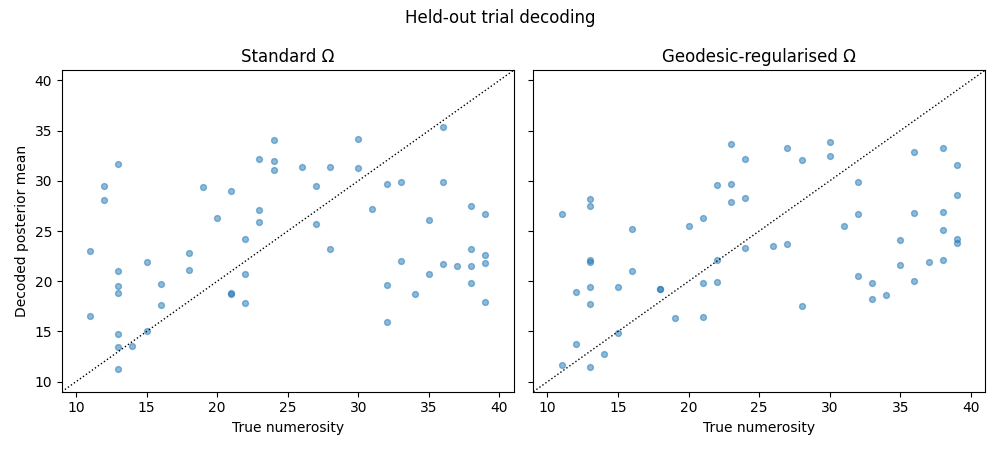 Held-out trial decoding
Standard Ω
Geodesic-regularised Ω
Decoded posterior mean
40
35
30
25
20
15
10
10 15 20 25 30 35 40
10 15 20 25 30 35 40
True numerosity
True numerosity